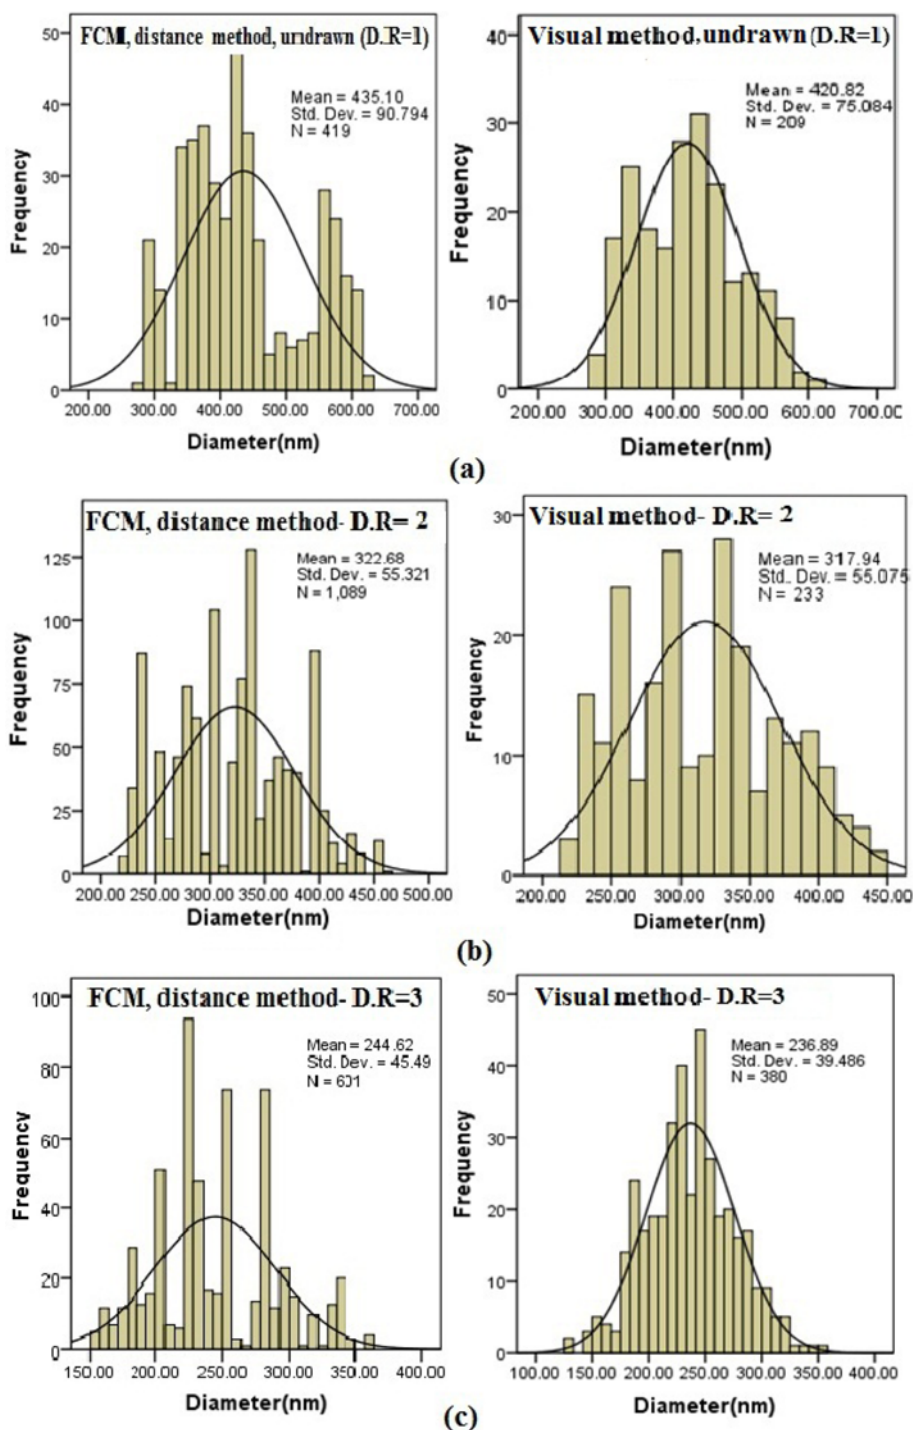 FCM, distance method, undrawn (D.R=1)
Mean = 435.10
Std. Dev. = 90.794
N = 419
Frequency
50
40
30
20
10
0
200.00 300.00 400.00 500.00 600.00 700.00
Diameter(nm)
Visual method, undrawn (D.R=1)
Mean = 420.82
Std. Dev. = 75.084
N = 209
Frequency
40
30
20
10
0
200.00 300.00 400.00 500.00 600.00 700.00
Diameter(nm)
(a)
FCM, distance method- D.R= 2
Mean = 322.68
Std. Dev. = 55.321
N = 1,089
Frequency
125
100
75
50
25
0
200.00 250.00 300.00 350.00 400.00 450.00 500.00
Diameter(nm)
Visual method- D.R= 2
Mean = 317.94
Std. Dev. = 55.075
N = 233
Frequency
30
20
10
0
200.00 250.00 300.00 350.00 400.00 450.00
Diameter(nm)
(b)
FCM, distance method- D.R=3
Mean = 244.62
Std. Dev. = 45.49
N = 601
Frequency
100
80
60
40
20
0
150.00 200.00 250.00 300.00 350.00 400.00
Diameter(nm)
Visual method- D.R=3
Mean = 236.89
Std. Dev. = 39.486
N = 380
Frequency
50
40
30
20
10
0
100.00 150.00 200.00 250.00 300.00 350.00 400.00
Diameter(nm)
(c)